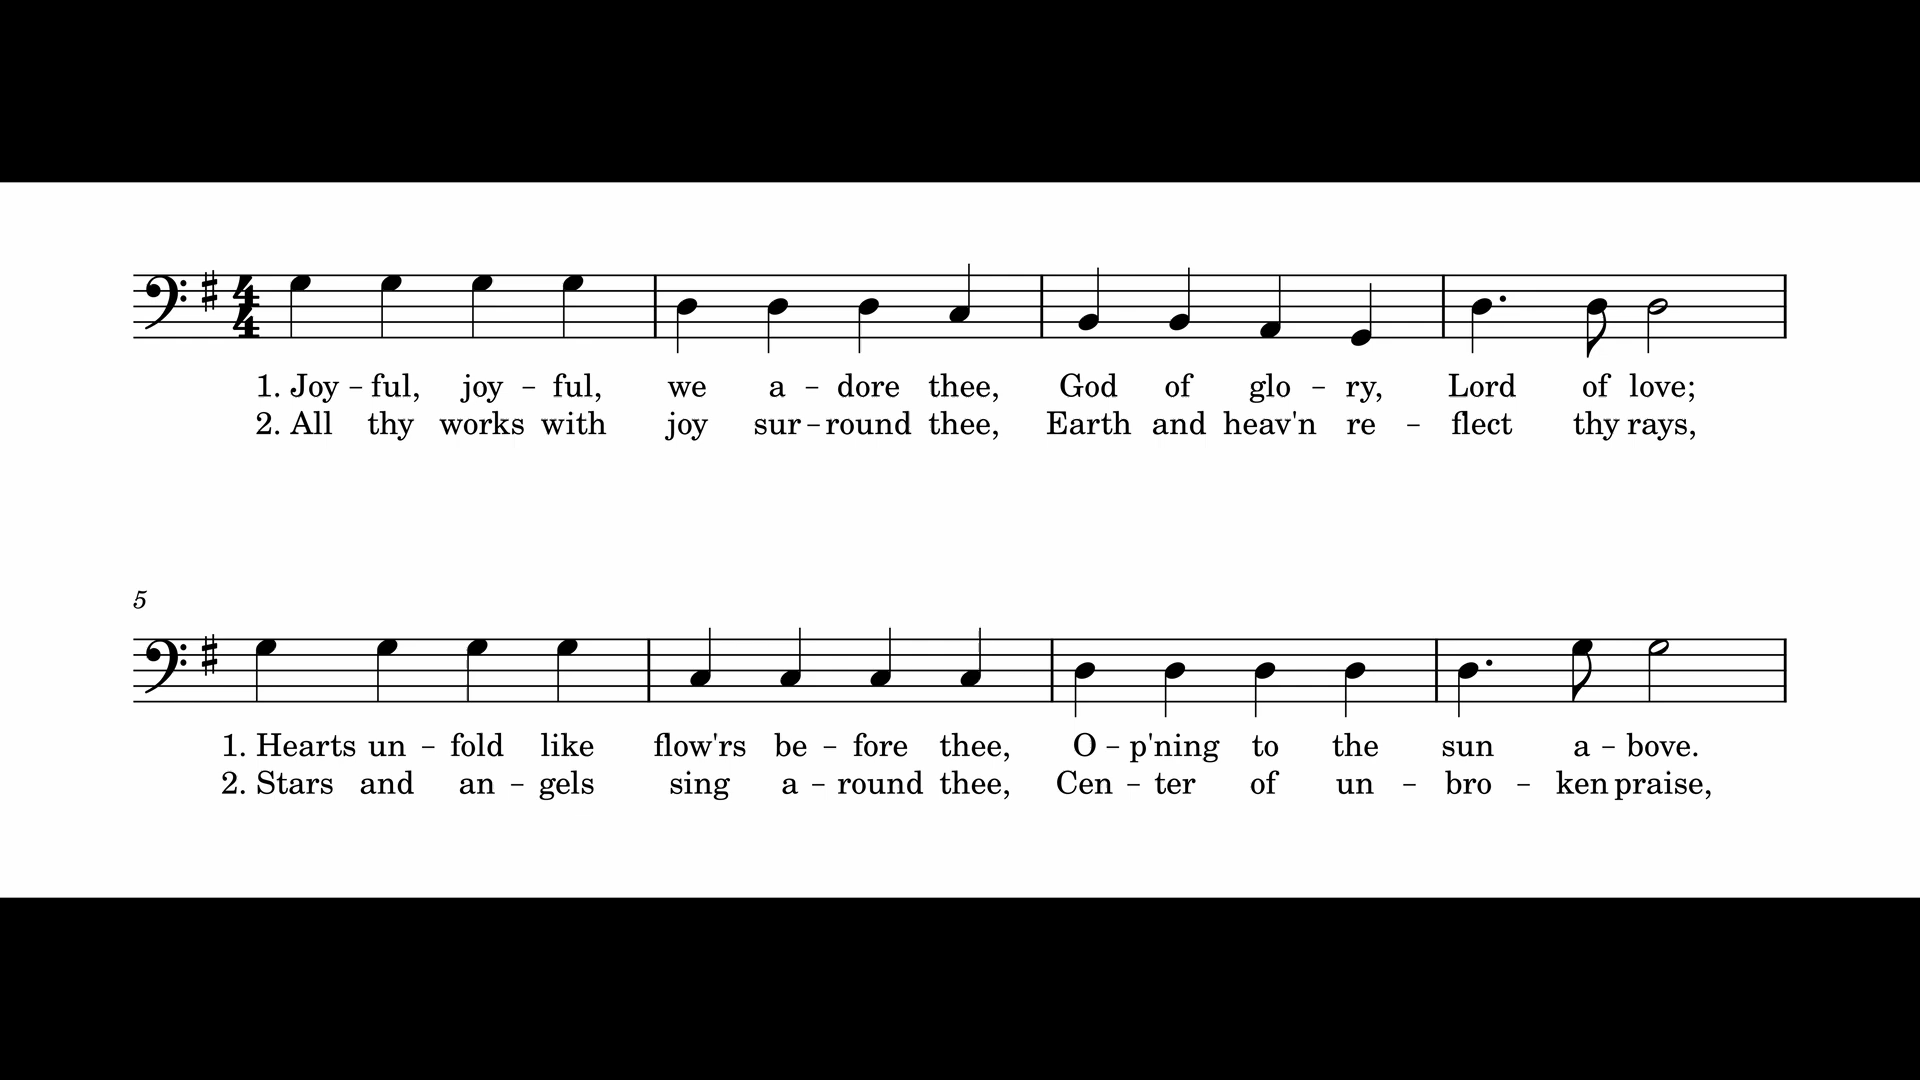 1. Joy – ful, joy – ful, we a – dore thee, God of glo – ry, Lord of love;
2. All thy works with joy sur – round thee, Earth and heav'n re – flect thy rays,
5
1. Hearts un – fold like flow'rs be – fore thee, O – p'ning to the sun a – bove.
2. Stars and an – gels sing a – round thee, Cen – ter of un – bro – ken praise,